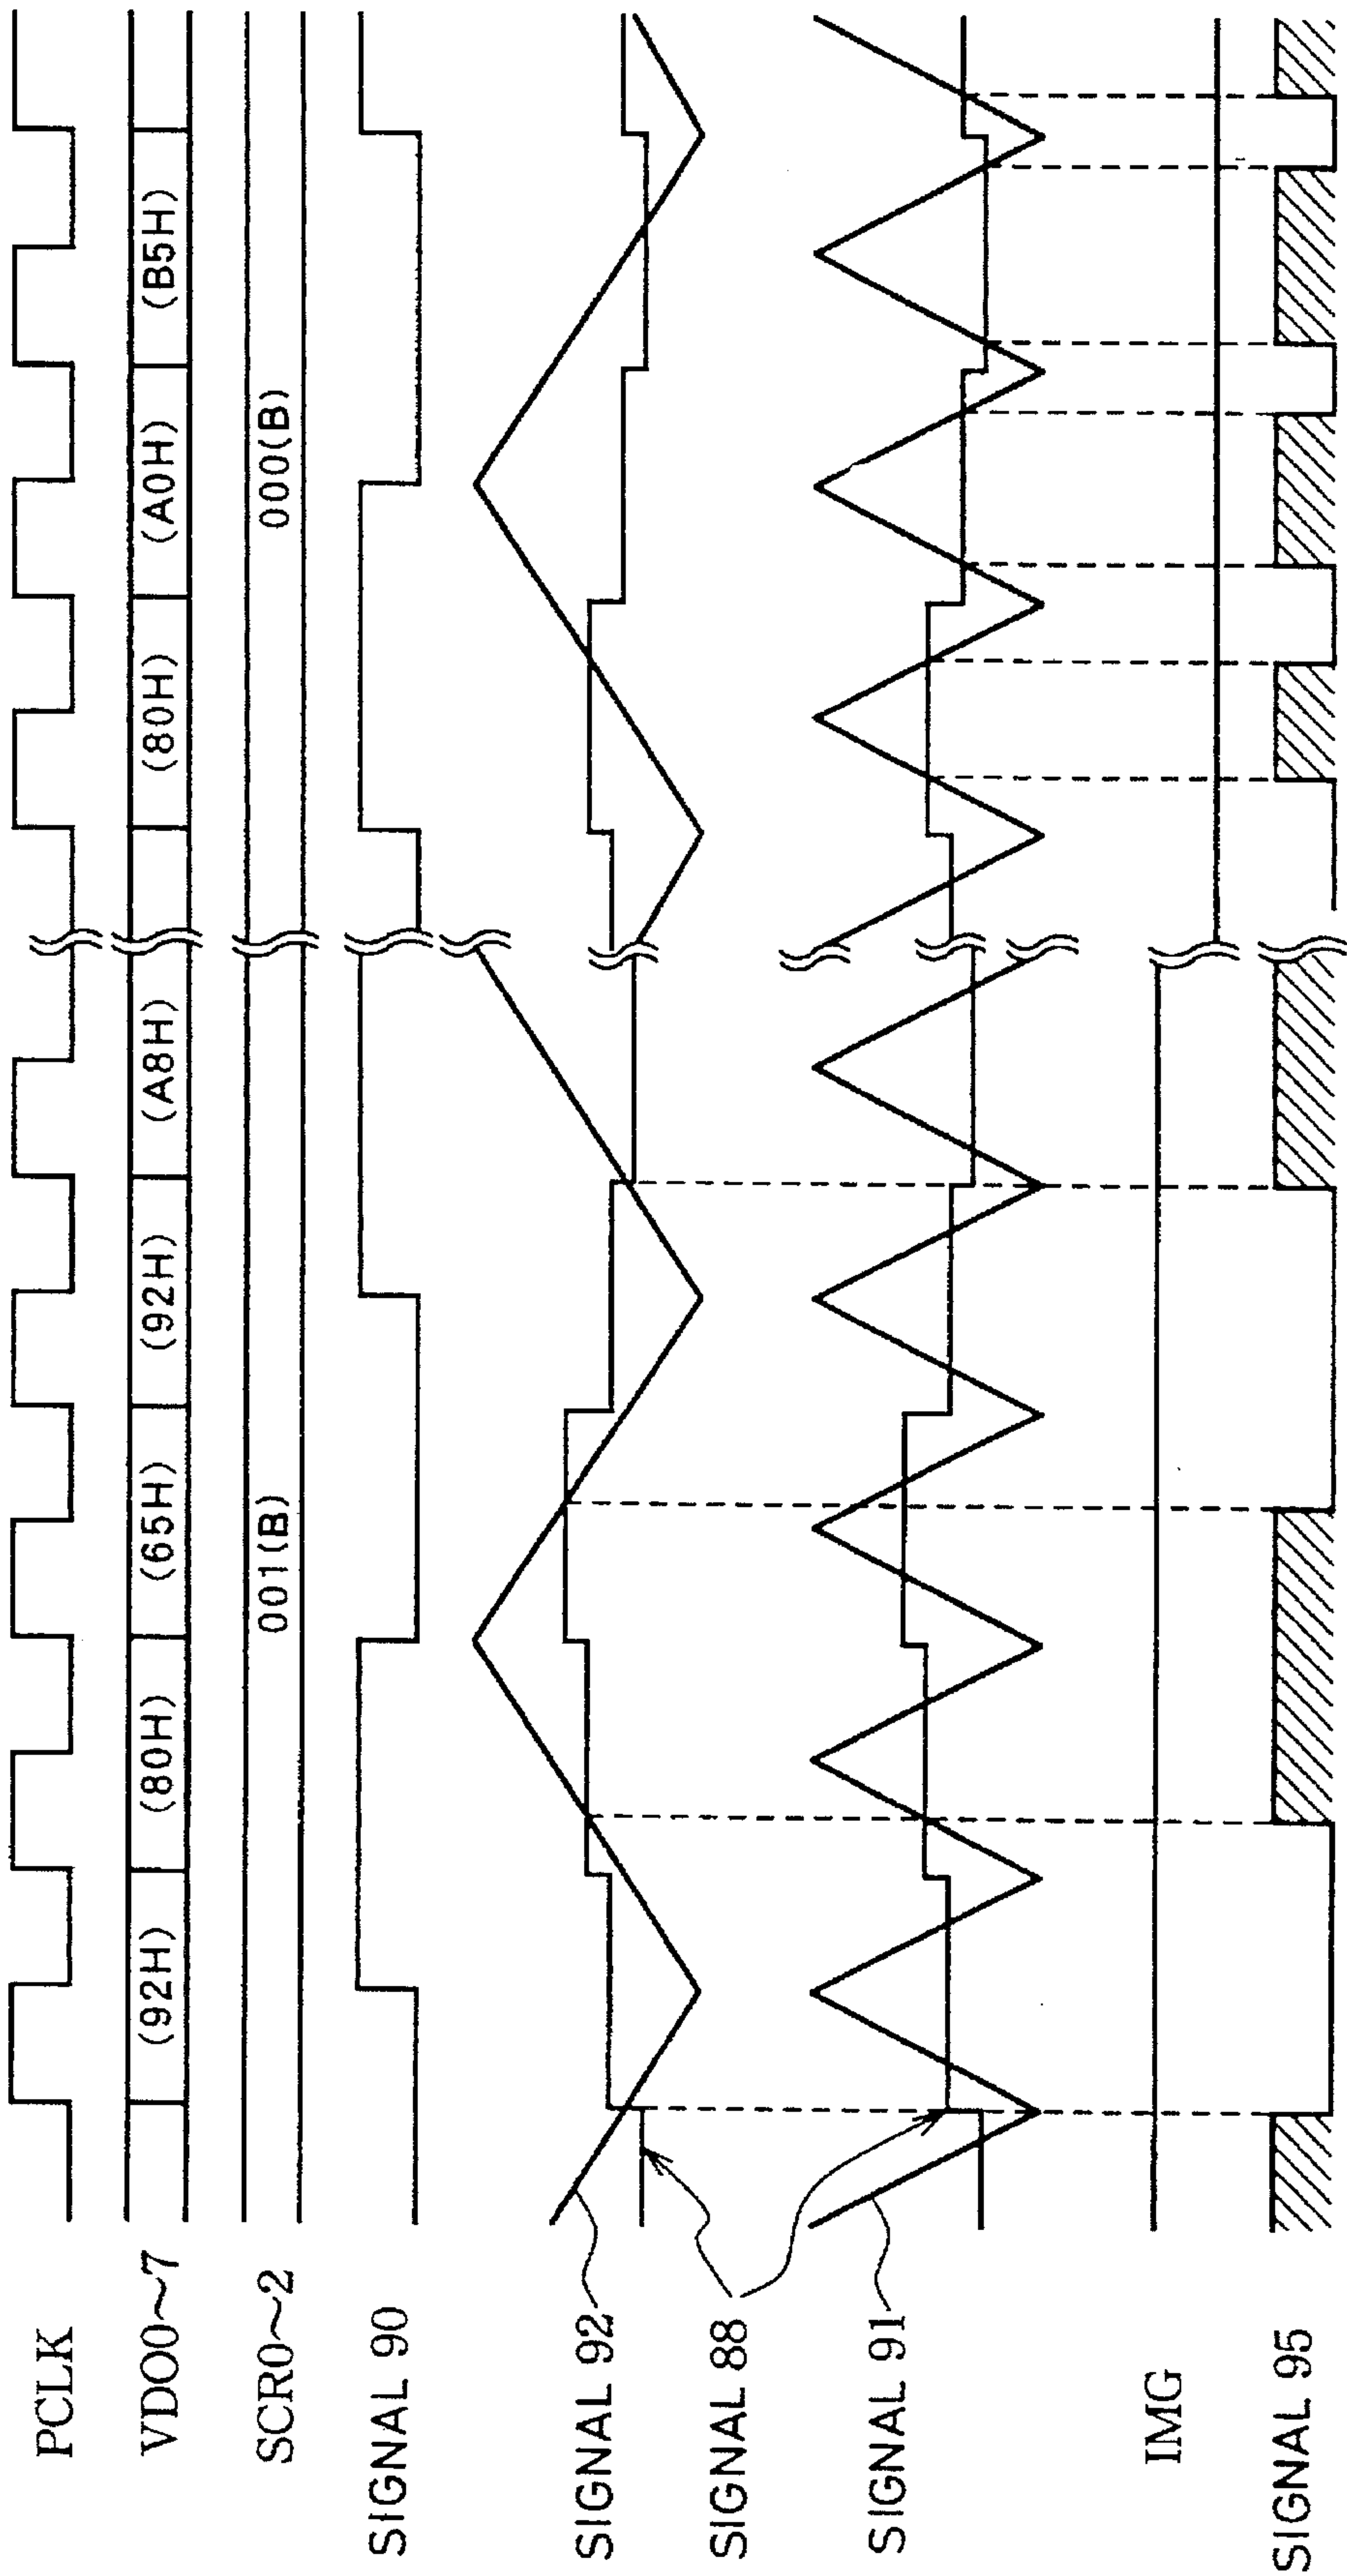 PCLK
VDO0~7
(92H) (80H) (65H) (92H) (A8H) (80H) (A0H) (B5H)
SCR0~2
001(B) 000(B)
SIGNAL 90
SIGNAL 92
SIGNAL 88
SIGNAL 91
IMG
SIGNAL 95